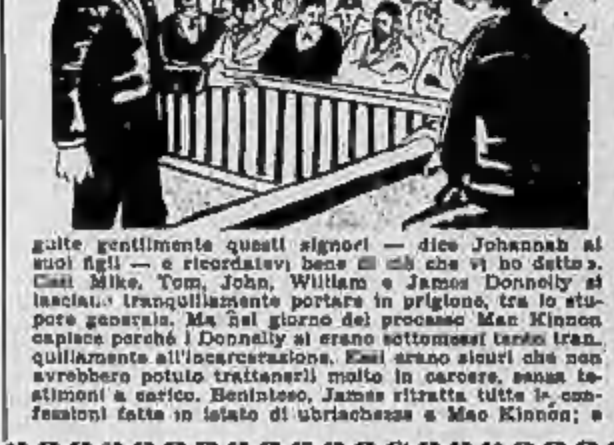 guite gentilmente questi signori — dice Johannah ai
suoi figli — e ricordatevi bene di ciò che vi ho detto ».
Così Mike, Tom, John, William e James Donnelly si
lasciano tranquillamente portare in prigione, tra lo stu-
pore generale. Ma nel giorno del processo Mac Kinnon
capisce perché i Donnelly si erano sottomessi tanto tran-
quillamente all'incarcerazione. Essi erano sicuri che non
avrebbero potuto trattenerli molto in carcere, senza te-
stimoni a carico. Beninteso, James ritratta tutte le con-
fessioni fatte in istato di ubriachezza a Mac Kinnon; e